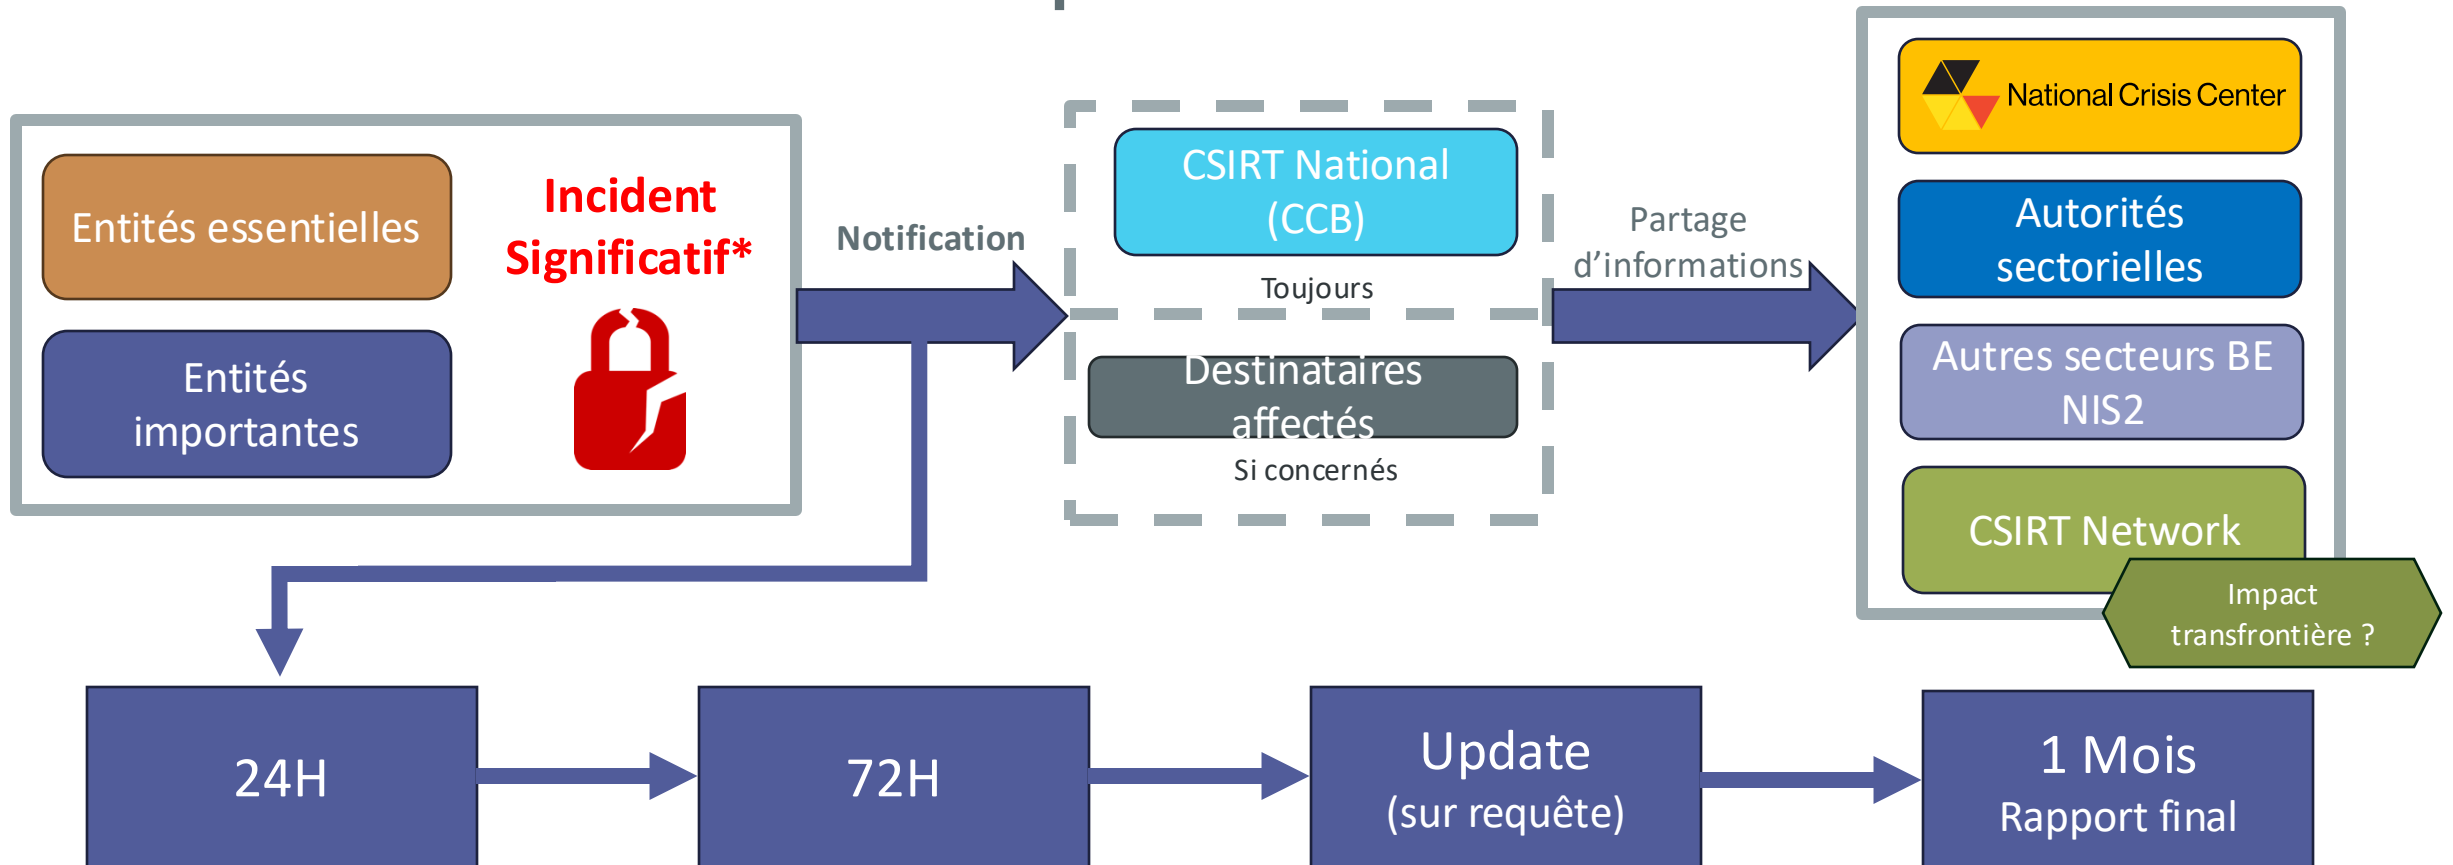 Entités essentielles
Entités
importantes
Incident
Significatif*
Notification
CSIRT National
(CCB)
Toujours
Destinataires
affectés
Si concernés
Partage
d’informations
National Crisis Center
Autorités
sectorielles
Autres secteurs BE
NIS2
CSIRT Network
Impact
transfrontière ?
24H
72H
Update
(sur requête)
1 Mois
Rapport final